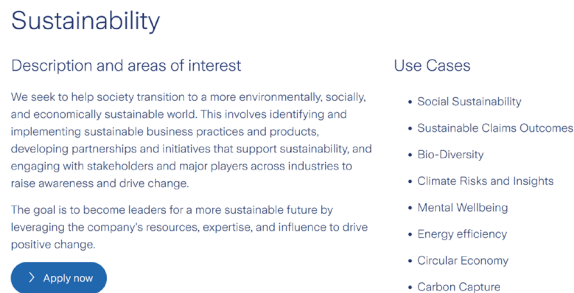 Sustainability
Description and areas of interest
We seek to help society transition to a more environmentally, socially,
and economically sustainable world. This involves identifying and
implementing sustainable business practices and products,
developing partnerships and initiatives that support sustainability, and
engaging with stakeholders and major players across industries to
raise awareness and drive change.
The goal is to become leaders for a more sustainable future by
leveraging the company's resources, expertise, and influence to drive
positive change.
Apply now
Use Cases
• Social Sustainability
• Sustainable Claims Outcomes
• Bio-Diversity
• Climate Risks and Insights
• Mental Wellbeing
• Energy efficiency
• Circular Economy
• Carbon Capture